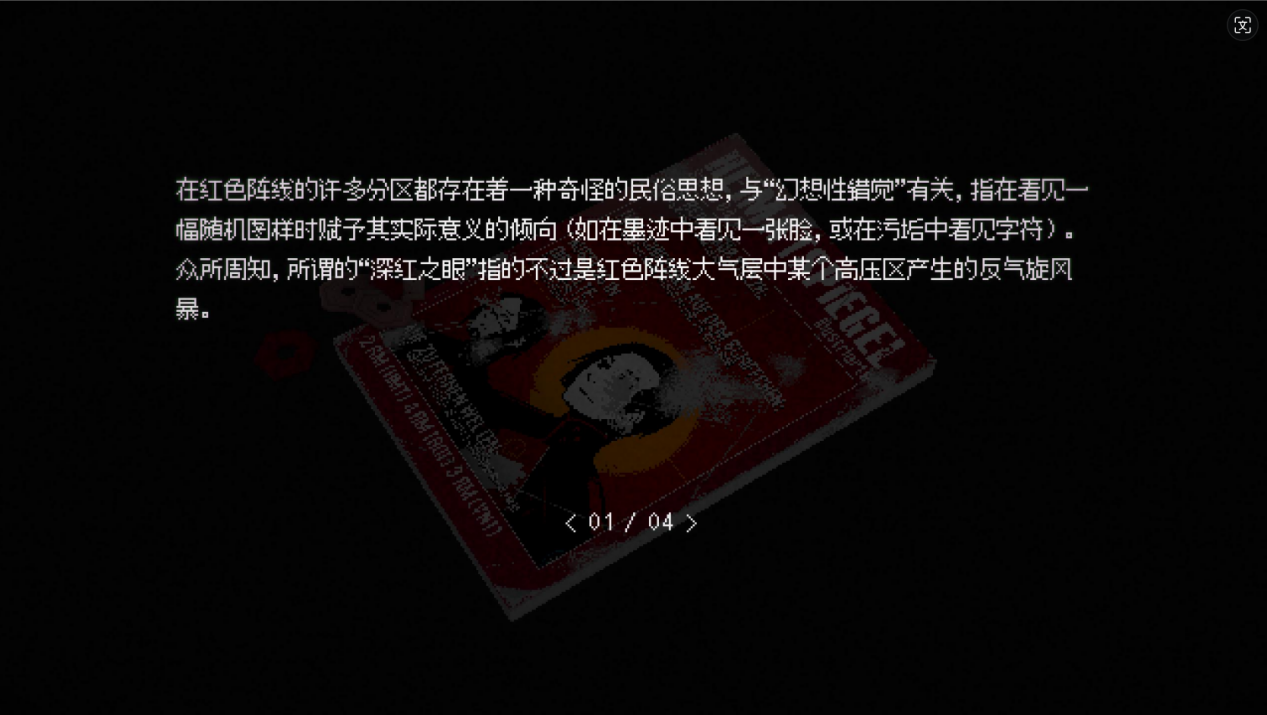 在红色阵线的许多分区都存在着一种奇怪的民俗思想，与“幻想性错觉”有关，指在看见一
幅随机图样时赋予其实际意义的倾向（如在墨迹中看见一张脸，或在污垢中看见字符）。
众所周知，所谓的“深红之眼”指的不过是红色阵线大气层中某个高压区产生的反气旋风
暴。
SPIEGEL
< 01 / 04 >